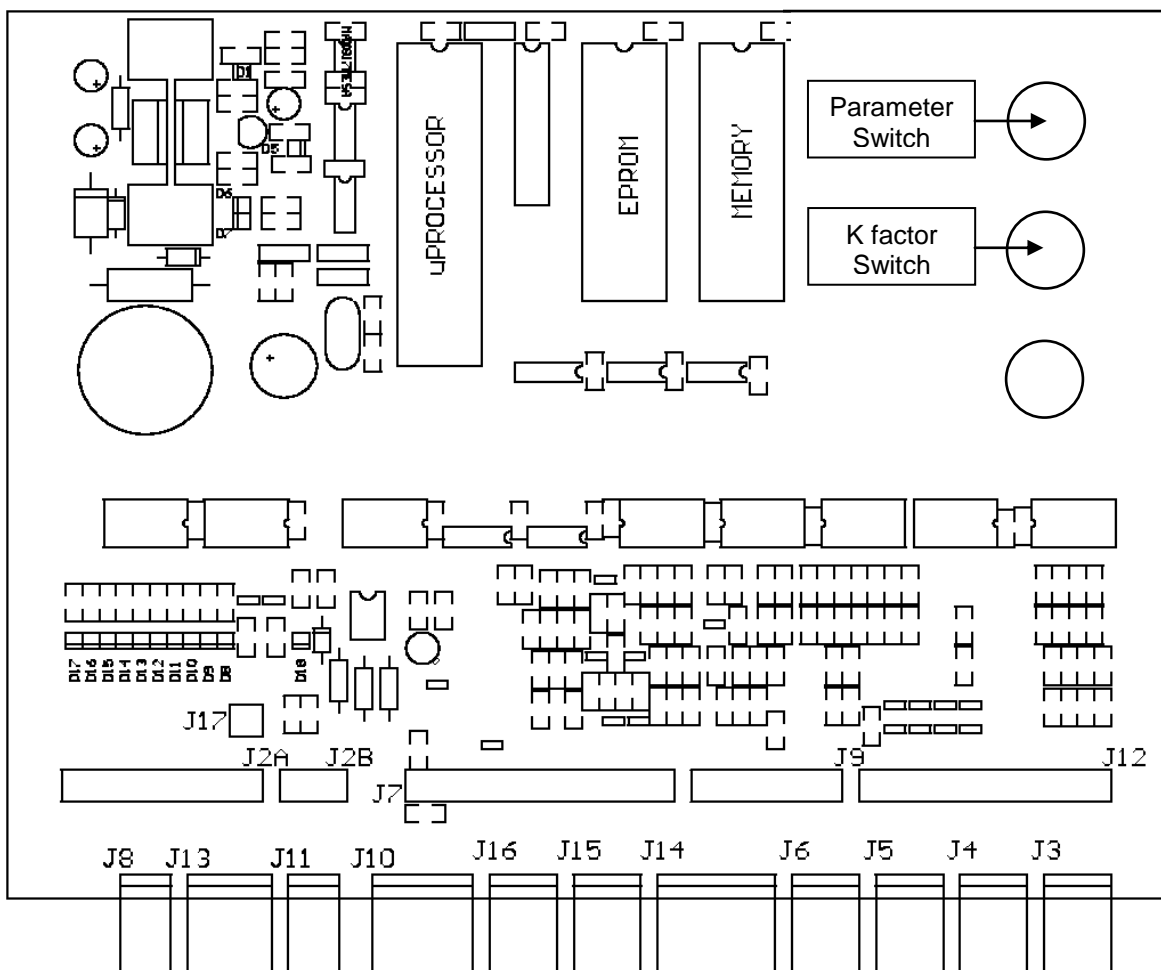 Parameter
Switch
K factor
Switch
uPROCESSOR
EPROM
MEMORY
D1
D5
D6
D7
D17
D16
D15
D14
D13
D12
D11
D10
D9
D8
D18
J17
J2A
J2B
J7
J9
J12
J8
J13
J11
J10
J16
J15
J14
J6
J5
J4
J3